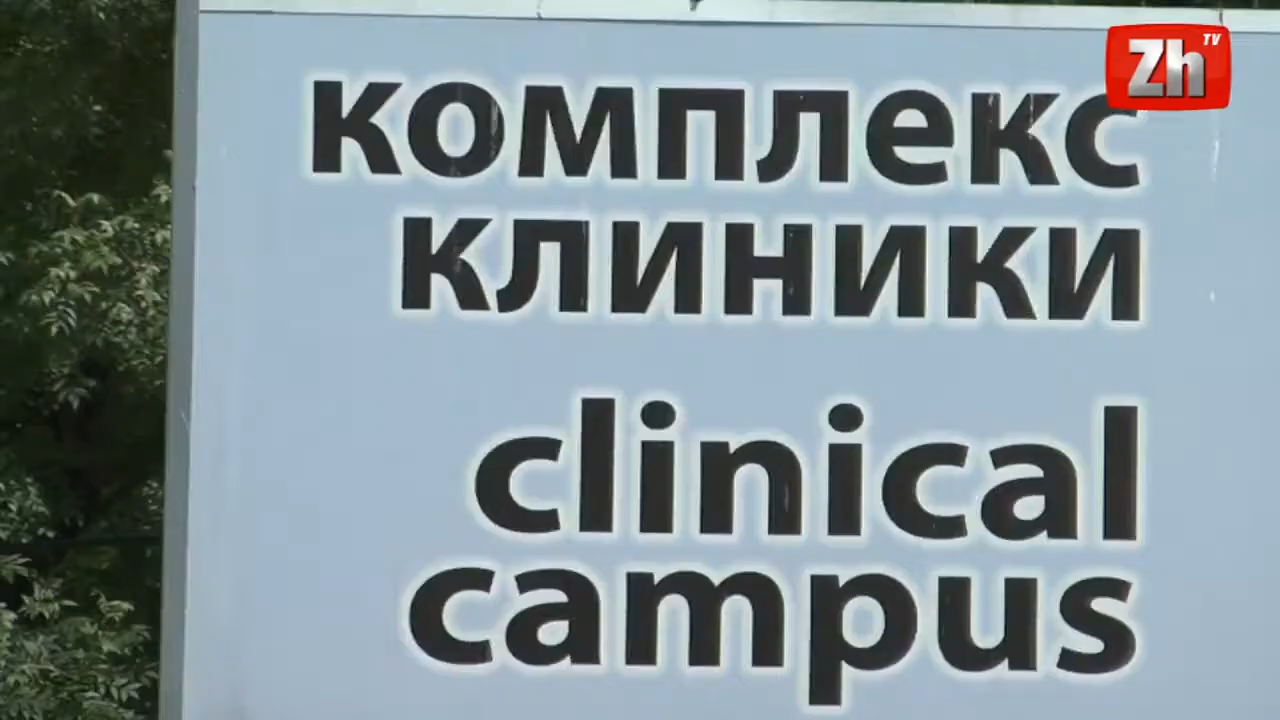 Zh TV
комплекс
клиники
clinical
campus